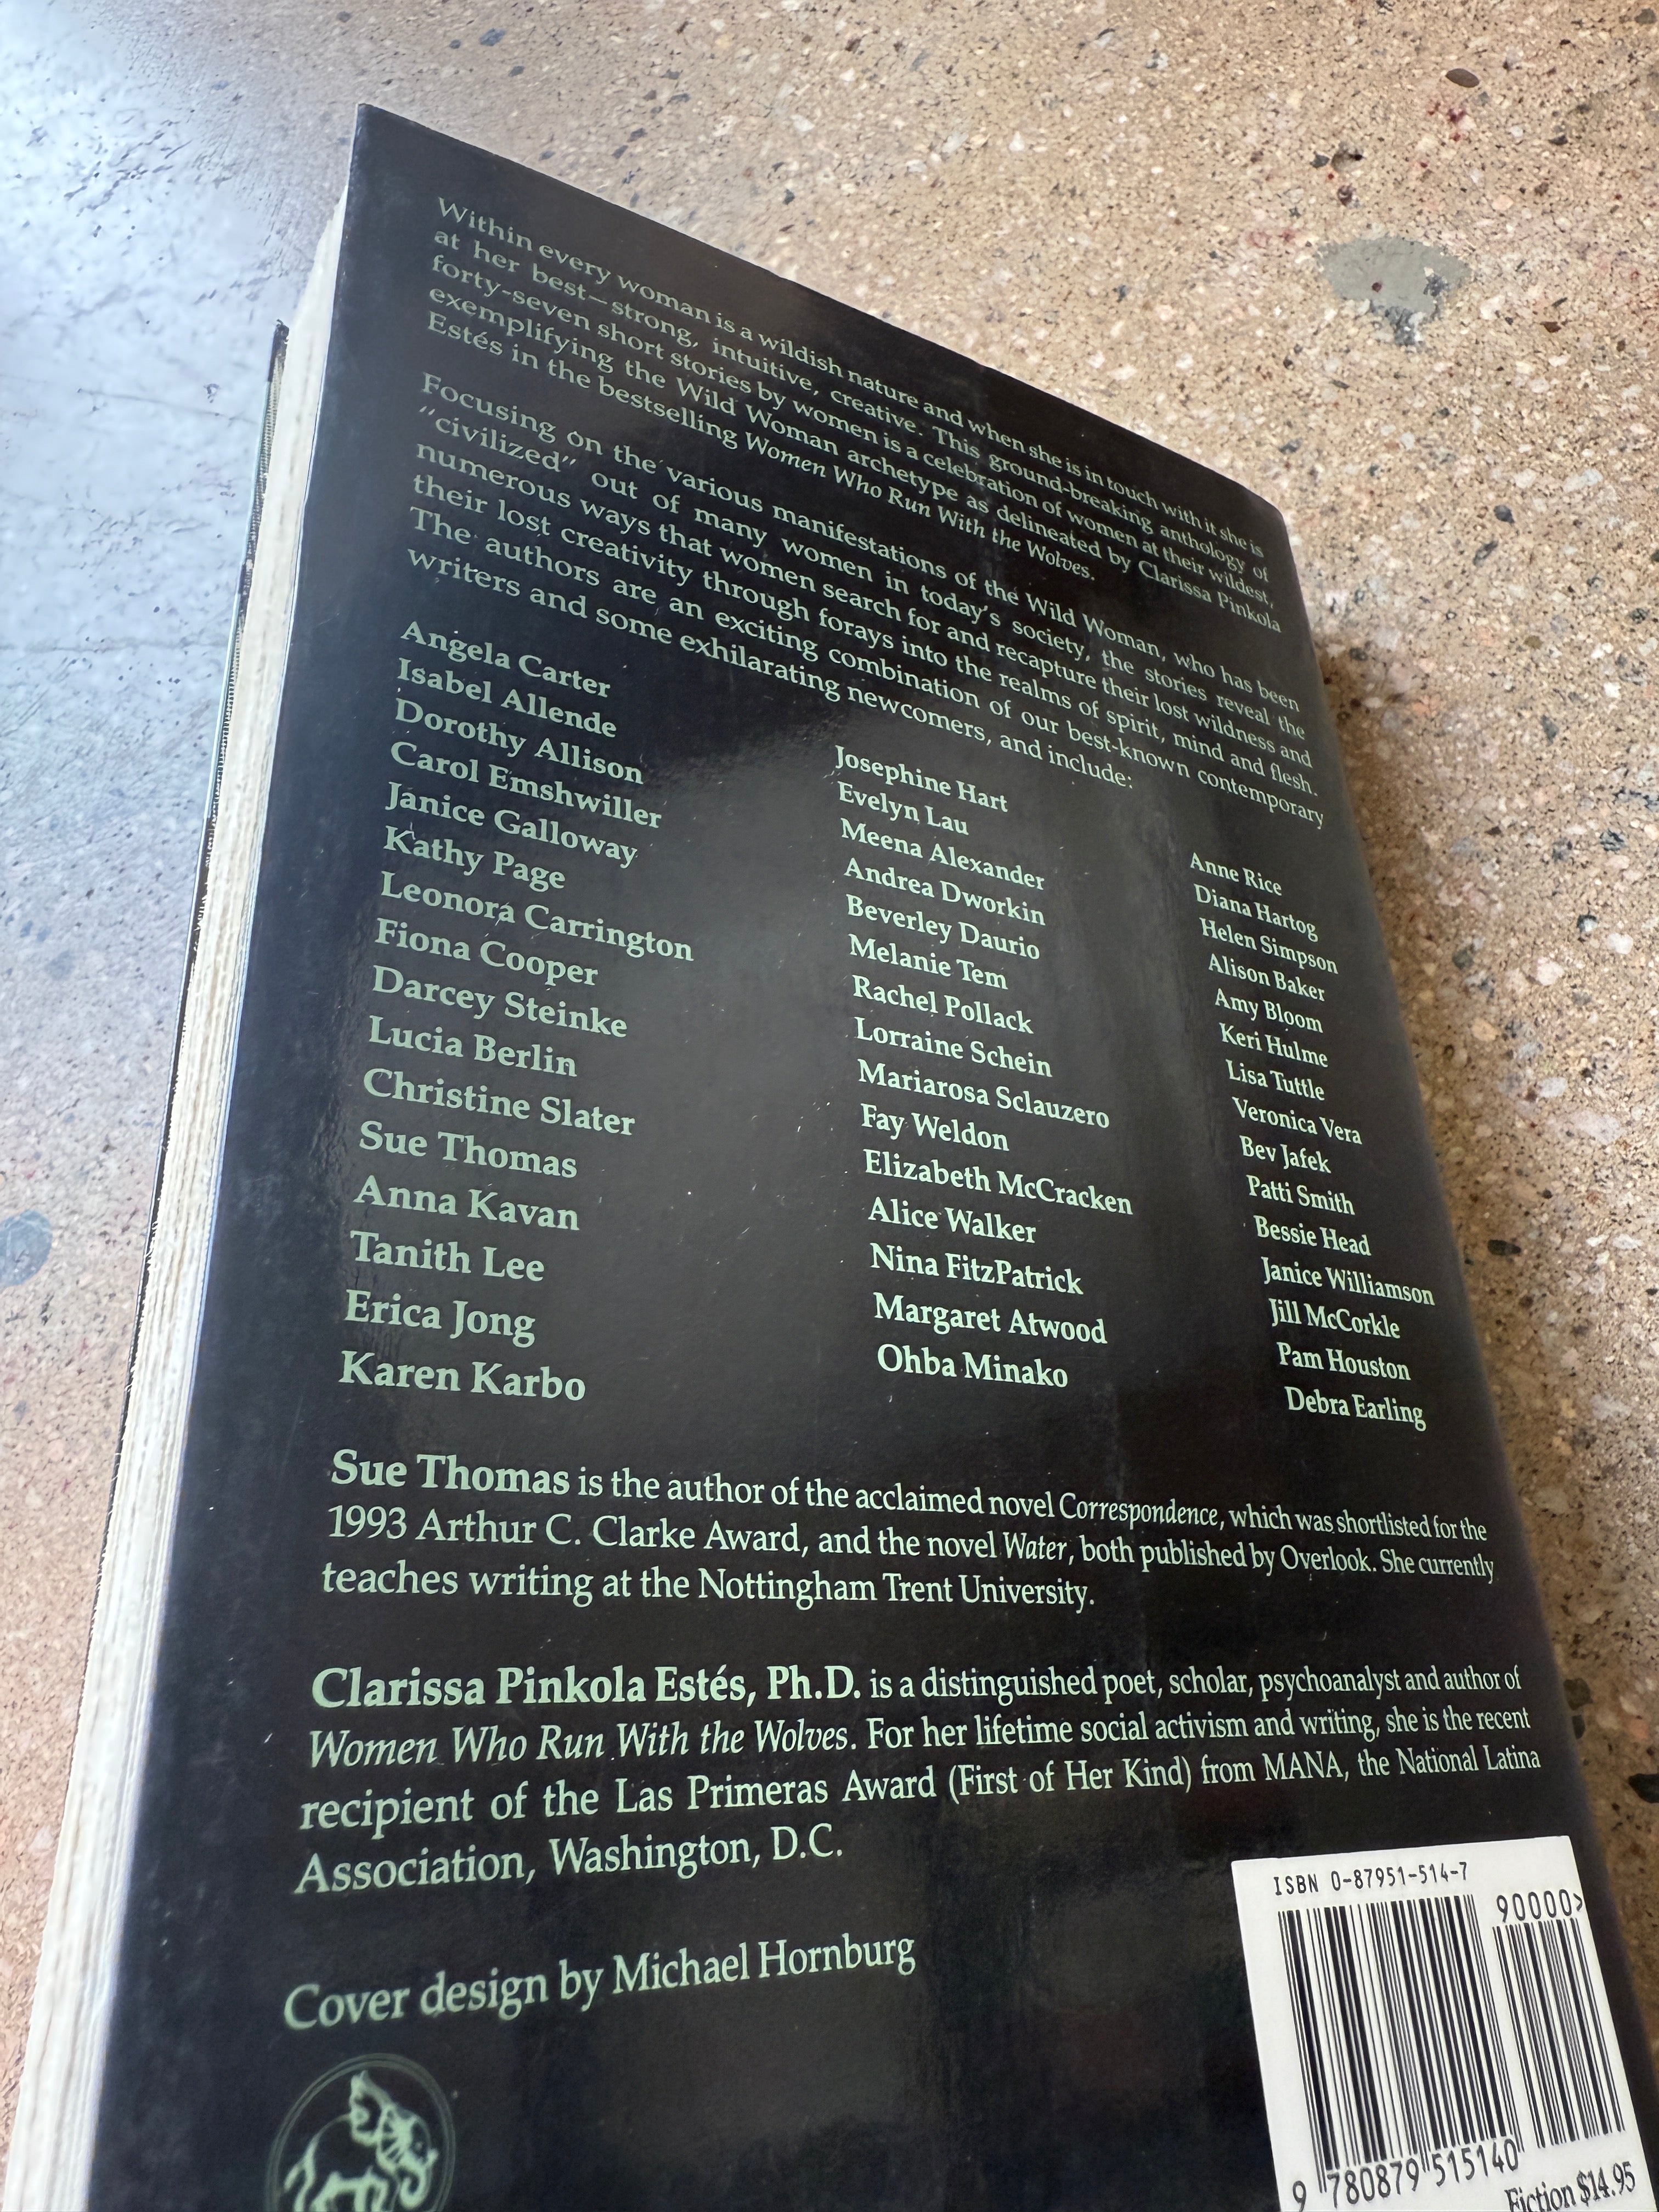 Within every woman is a wildish nature and when she is in touch with it she is
at her best—strong, intuitive, creative. This ground-breaking anthology of
forty-seven short stories by women is a celebration of women at their wildest,
exemplifying the Wild Woman archetype as delineated by Clarissa Pinkola
Estés in the bestselling Women Who Run With the Wolves.
Focusing on the various manifestations of the Wild Woman, who has been
"civilized" out of many women in today's society, the stories reveal the
numerous ways that women search for and recapture their lost wildness and
their lost creativity through forays into the realms of spirit, mind and flesh.
The authors are an exciting combination of our best-known contemporary
writers and some exhilarating newcomers, and include:
Angela Carter
Isabel Allende
Dorothy Allison
Carol Emshwiller
Janice Galloway
Kathy Page
Leonora Carrington
Fiona Cooper
Darcey Steinke
Lucia Berlin
Christine Slater
Sue Thomas
Anna Kavan
Tanith Lee
Erica Jong
Karen Karbo
Josephine Hart
Evelyn Lau
Meena Alexander
Andrea Dworkin
Beverley Daurio
Melanie Tem
Rachel Pollack
Lorraine Schein
Mariarosa Sclauzero
Fay Weldon
Elizabeth McCracken
Alice Walker
Nina FitzPatrick
Margaret Atwood
Ohba Minako
Anne Rice
Diana Hartog
Helen Simpson
Alison Baker
Amy Bloom
Keri Hulme
Lisa Tuttle
Veronica Vera
Bev Jafek
Patti Smith
Bessie Head
Janice Williamson
Jill McCorkle
Pam Houston
Debra Earling
Sue Thomas is the author of the acclaimed novel Correspondence, which was shortlisted for the
1993 Arthur C. Clarke Award, and the novel Water, both published by Overlook. She currently
teaches writing at the Nottingham Trent University.
Clarissa Pinkola Estés, Ph.D. is a distinguished poet, scholar, psychoanalyst and author of
Women Who Run With the Wolves. For her lifetime social activism and writing, she is the recent
recipient of the Las Primeras Award (First of Her Kind) from MANA, the National Latina
Association, Washington, D.C.
Cover design by Michael Hornburg
ISBN 0-87951-514-7
90000>
9 780879 515140
Fiction $14.95